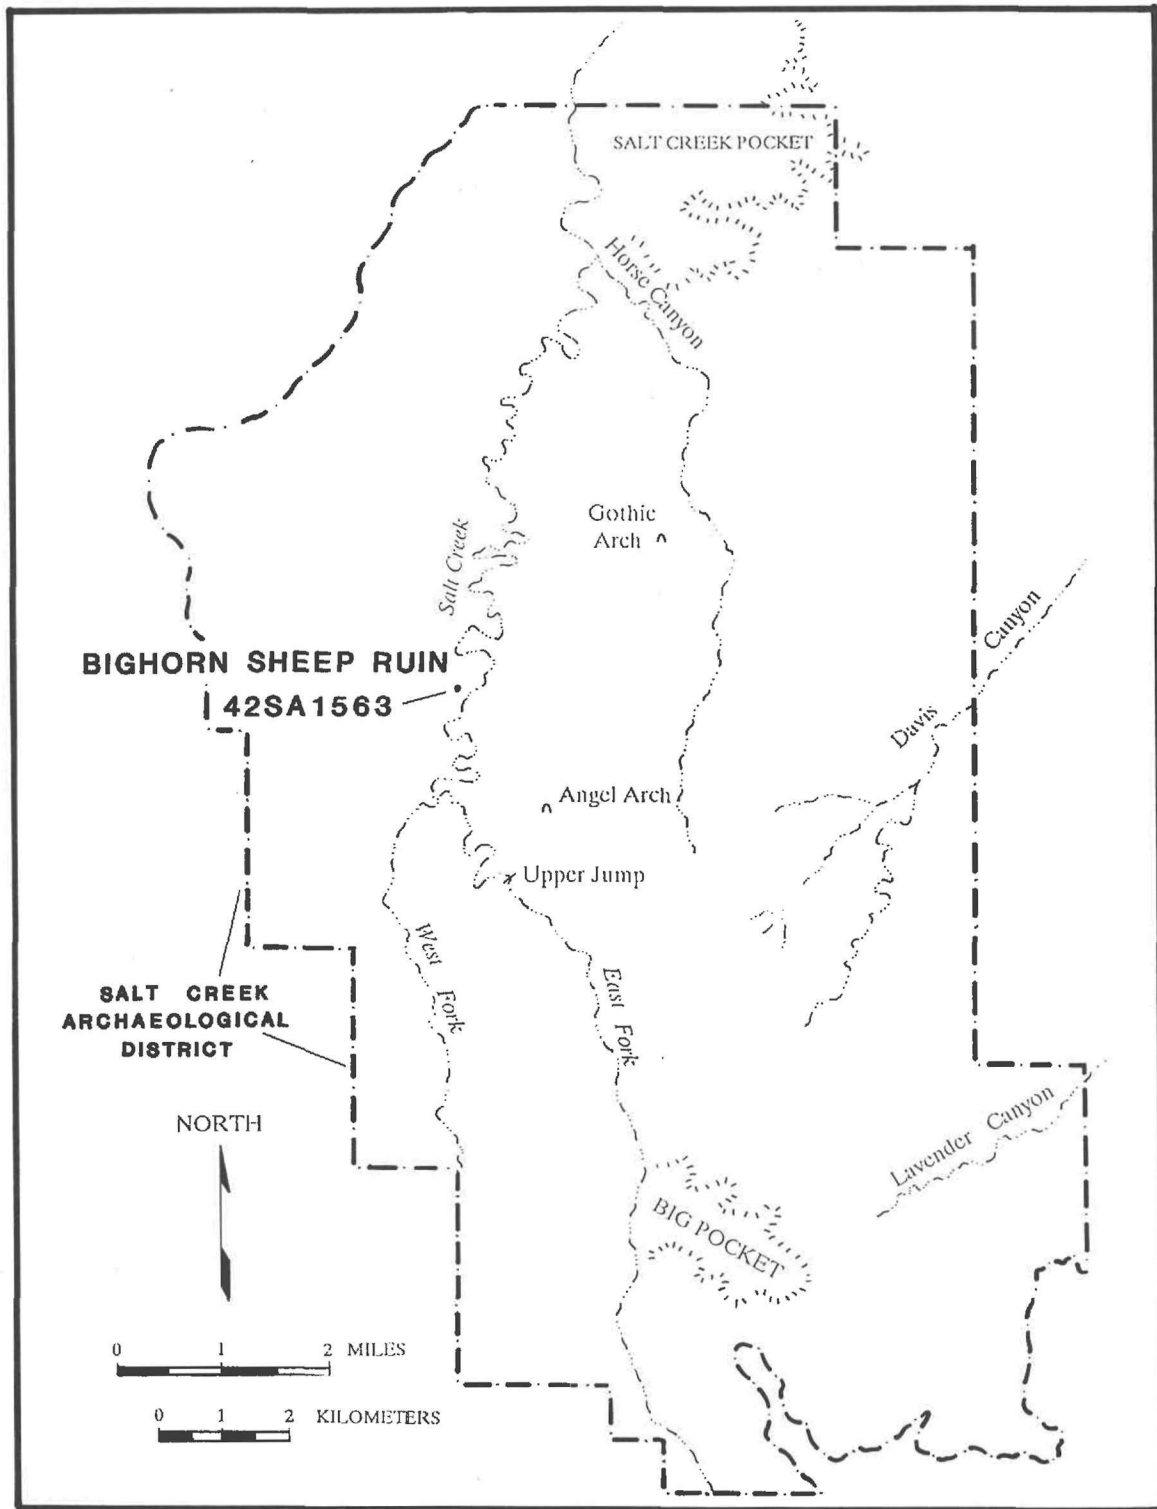 SALT CREEK POCKET
Horse Canyon
Gothic
Arch
Salt Creek
Canyon
BIGHORN SHEEP RUIN
42SA1563
Davis
Angel Arch
Upper Jump
West Fork
East Fork
SALT CREEK
ARCHAEOLOGICAL
DISTRICT
Lavender Canyon
NORTH
BIG POCKET
0 1 2 MILES
0 1 2 KILOMETERS